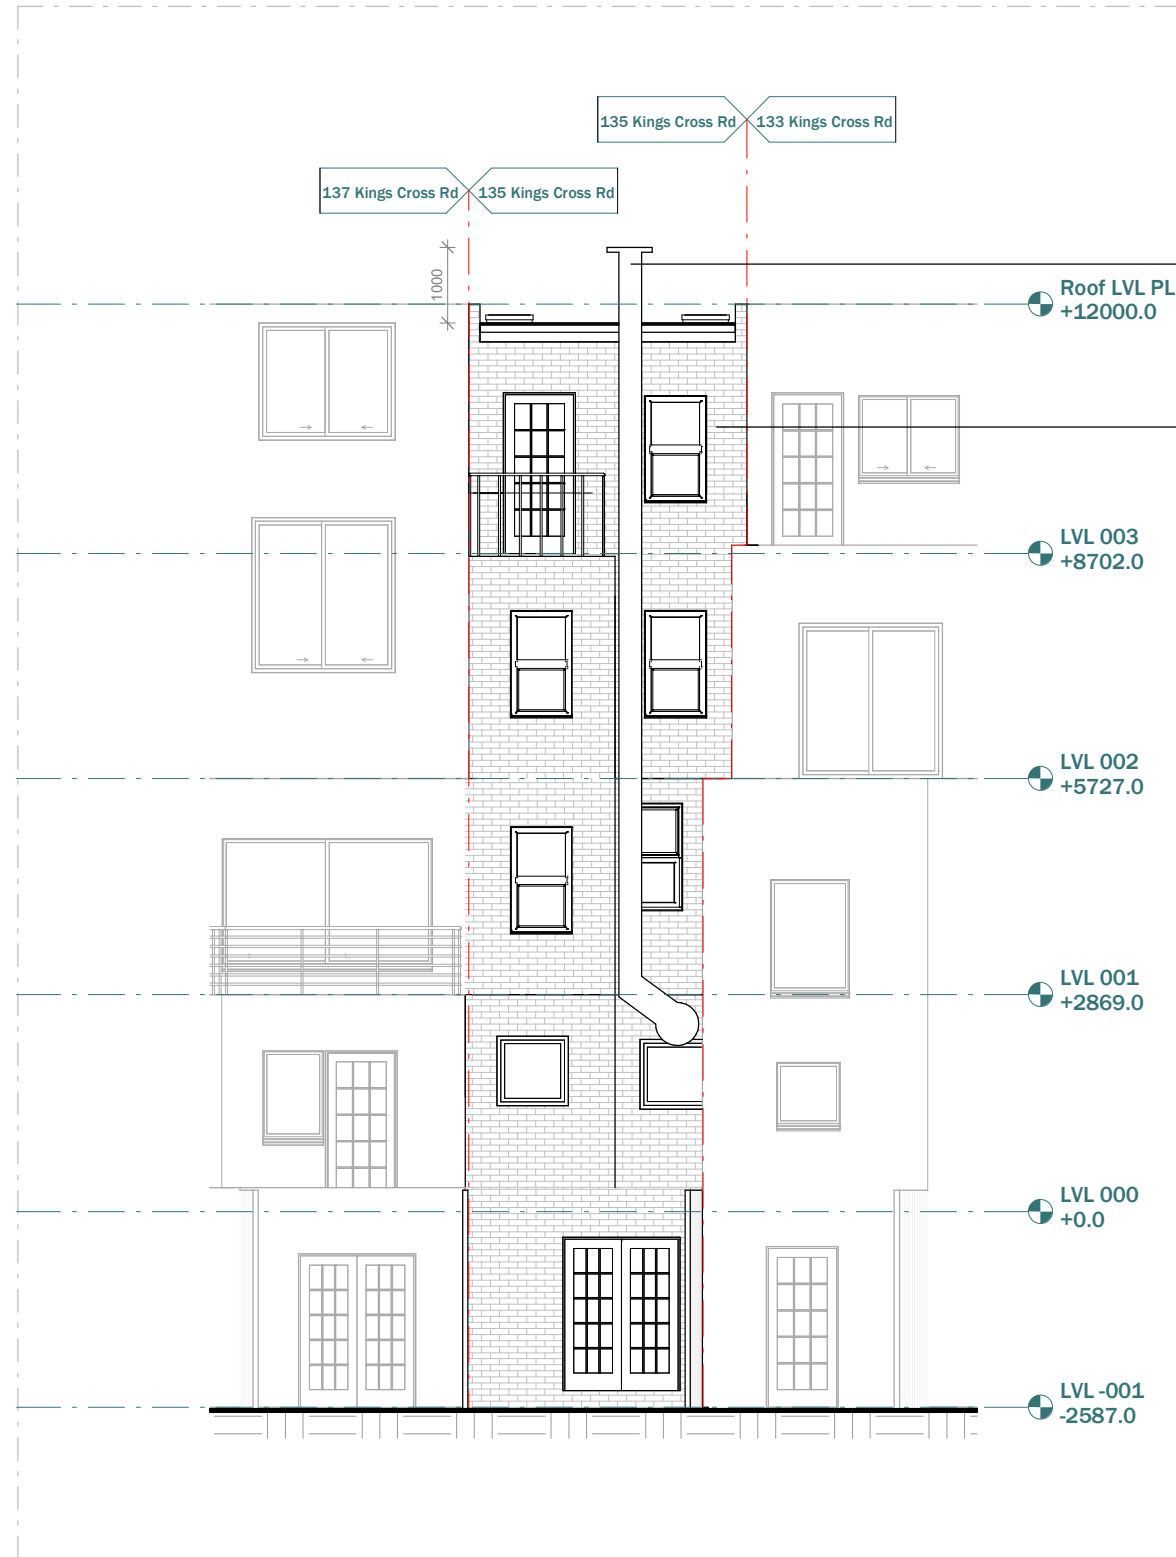 135 Kings Cross Rd
133 Kings Cross Rd
137 Kings Cross Rd
135 Kings Cross Rd
1000
Roof LVL PL
+12000.0
LVL 003
+8702.0
LVL 002
+5727.0
LVL 001
+2869.0
LVL 000
+0.0
LVL -001
-2587.0